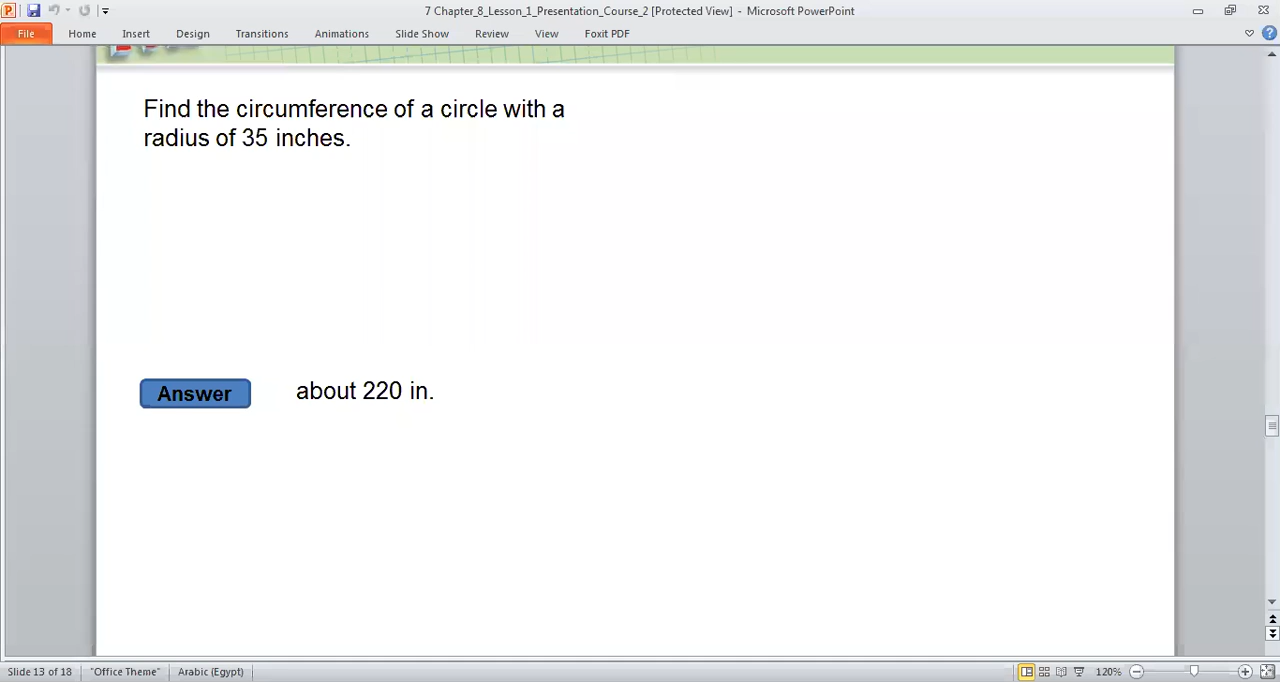 7 Chapter_8_Lesson_1_Presentation_Course_2 [Protected View] - Microsoft PowerPoint
File Home Insert Design Transitions Animations Slide Show Review View Foxit PDF
Find the circumference of a circle with a
radius of 35 inches.
Answer about 220 in.
Slide 13 of 18 "Office Theme" Arabic (Egypt) 120%